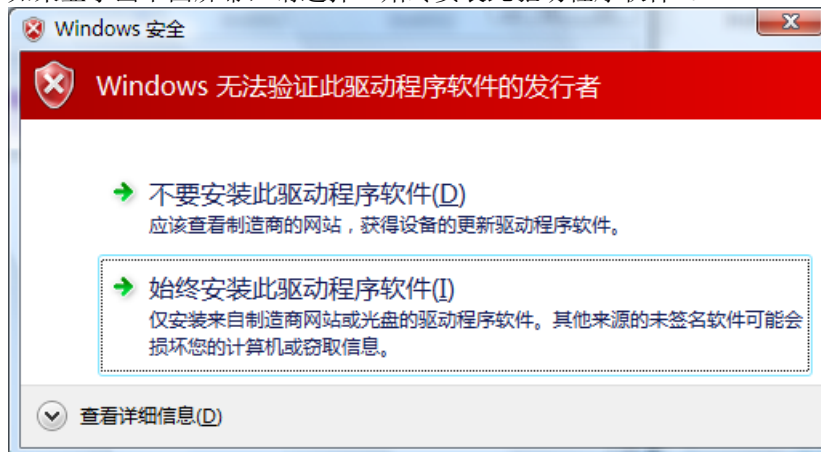 Windows 安全
Windows 无法验证此驱动程序软件的发行者
不要安装此驱动程序软件(D)
应该查看制造商的网站，获得设备的更新驱动程序软件。
始终安装此驱动程序软件(I)
仅安装来自制造商网站或光盘的驱动程序软件。其他来源的未签名软件可能会
损坏您的计算机或窃取信息。
查看详细信息(D)